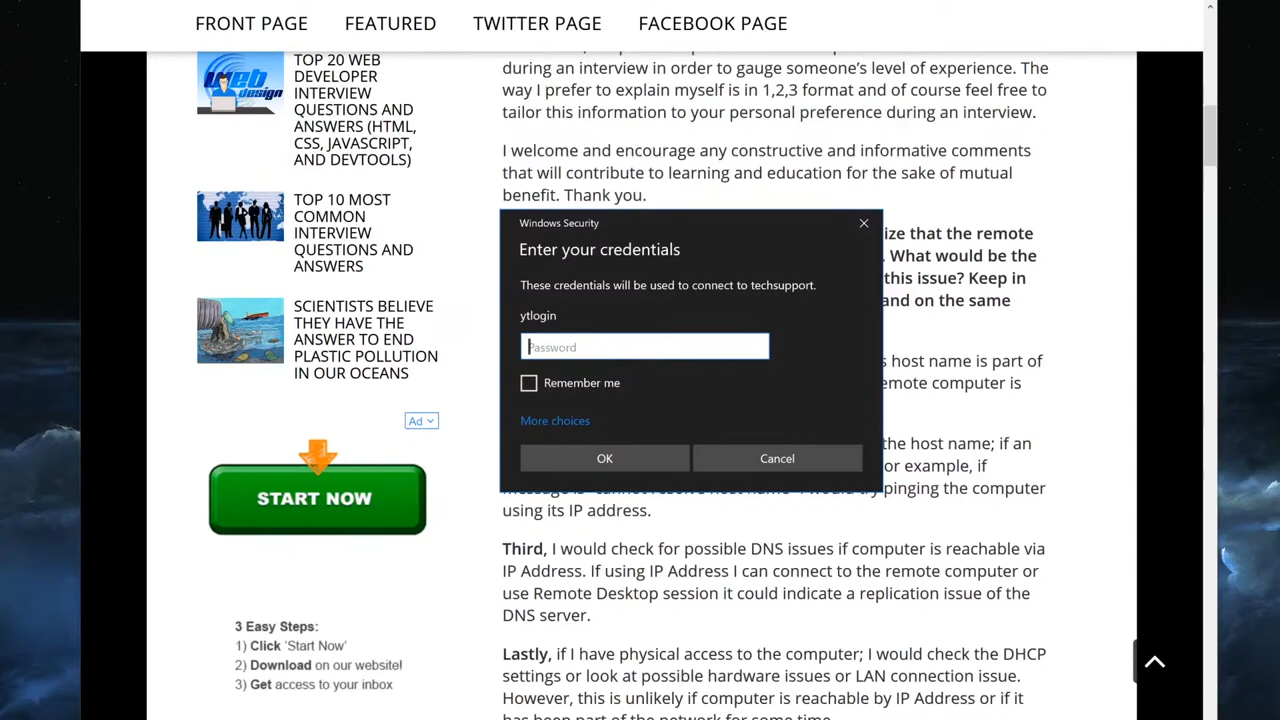 FRONT PAGE
FEATURED
TWITTER PAGE
FACEBOOK PAGE
TOP 20 WEB
DEVELOPER
INTERVIEW
QUESTIONS AND
ANSWERS (HTML,
CSS, JAVASCRIPT,
AND DEVTOOLS)
TOP 10 MOST
COMMON
INTERVIEW
QUESTIONS AND
ANSWERS
SCIENTISTS BELIEVE
THEY HAVE THE
ANSWER TO END
PLASTIC POLLUTION
IN OUR OCEANS
Ad
START NOW
3 Easy Steps:
1) Click 'Start Now'
2) Download on our website!
3) Get access to your inbox
during an interview in order to gauge someone's level of experience. The
way I prefer to explain myself is in 1,2,3 format and of course feel free to
tailor this information to your personal preference during an interview.
I welcome and encourage any constructive and informative comments
that will contribute to learning and education for the sake of mutual
benefit. Thank you.
ize that the remote
. What would be the
this issue? Keep in
and on the same
host name is part of
emote computer is
the host name; if an
or example, if
pinging the computer
using its IP address.
Third, I would check for possible DNS issues if computer is reachable via
IP Address. If using IP Address I can connect to the remote computer or
use Remote Desktop session it could indicate a replication issue of the
DNS server.
Lastly, if I have physical access to the computer; I would check the DHCP
settings or look at possible hardware issues or LAN connection issue.
However, this is unlikely if computer is reachable by IP Address or if it
has been part of the network for some time.
Windows Security
Enter your credentials
These credentials will be used to connect to techsupport.
ytlogin
Password
Remember me
More choices
OK
Cancel